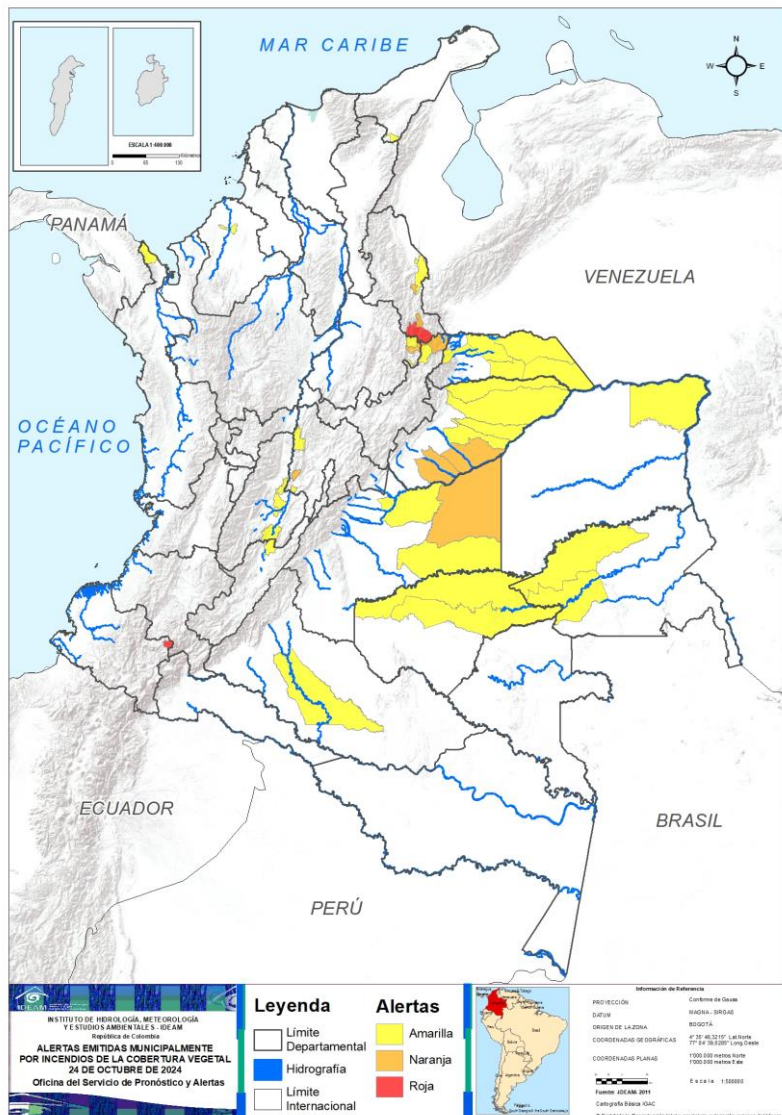 MAR CARIBE
N
W
E
S
ESCALA 1:400.000
PANAMÁ
VENEZUELA
OCÉANO
PACÍFICO
ECUADOR
BRASIL
PERÚ
IDEAM
INSTITUTO DE HIDROLOGÍA, METEOROLOGÍA
Y ESTUDIOS AMBIENTALES - IDEAM
República de Colombia
ALERTAS EMITIDAS MUNICIPALMENTE
POR INCENDIOS DE LA COBERTURA VEGETAL
24 DE OCTUBRE DE 2024
Oficina del Servicio de Pronóstico y Alertas
Leyenda
Límite
Departamental
Hidrografía
Límite
Internacional
Alertas
Amarilla
Naranja
Roja
Información de Referencia
PROYECCIÓN Conforme de Gauss
DATUM MAGNA - SIRGAS
ORIGEN DE LA ZONA BOGOTÁ
COORDENADAS GEOGRÁFICAS
COORDENADAS PLANAS 1'000.000 metros Norte
1'000.000 metros Este
Escala 1:500000
Fuente: IDEAM 2011
Cartografía Básica IGAC